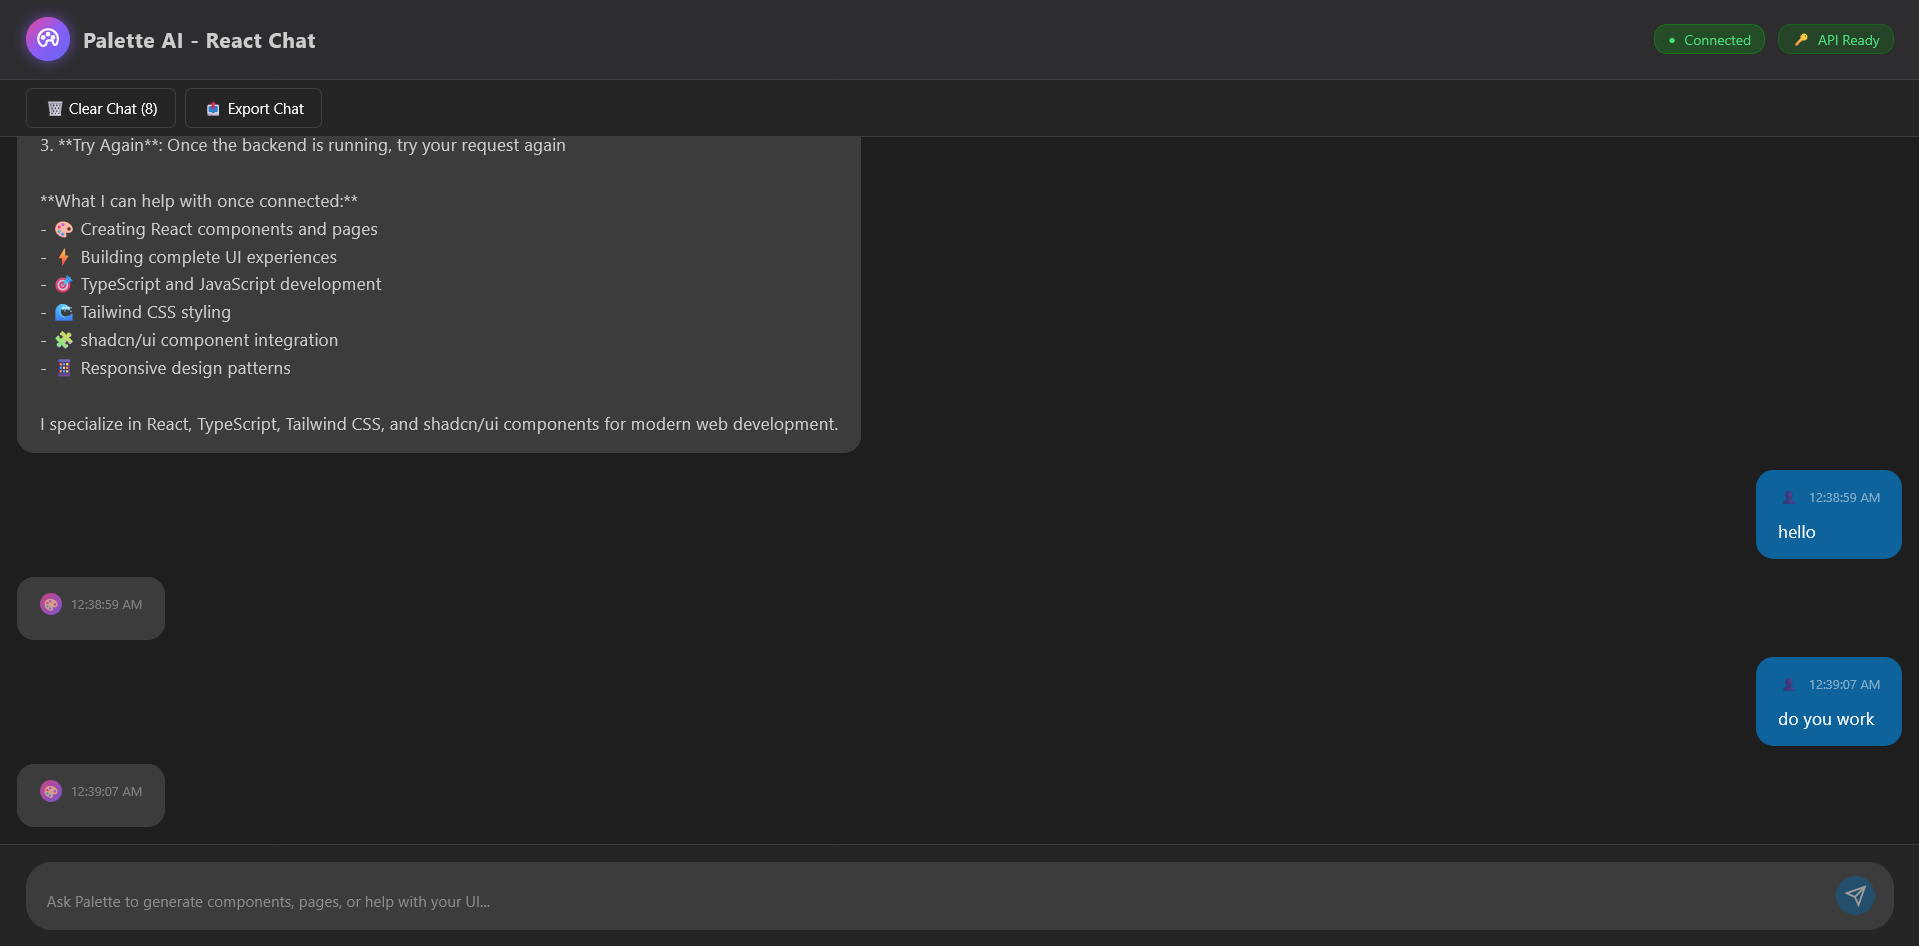 Palette AI - React Chat
Connected
API Ready
Clear Chat (8)
Export Chat
3. **Try Again**: Once the backend is running, try your request again
**What I can help with once connected:**
- 🎨 Creating React components and pages
- ⚡ Building complete UI experiences
- 🎯 TypeScript and JavaScript development
- 🌊 Tailwind CSS styling
- 🧩 shadcn/ui component integration
- 📱 Responsive design patterns
I specialize in React, TypeScript, Tailwind CSS, and shadcn/ui components for modern web development.
12:38:59 AM
hello
12:38:59 AM
12:39:07 AM
do you work
12:39:07 AM
Ask Palette to generate components, pages, or help with your UI...